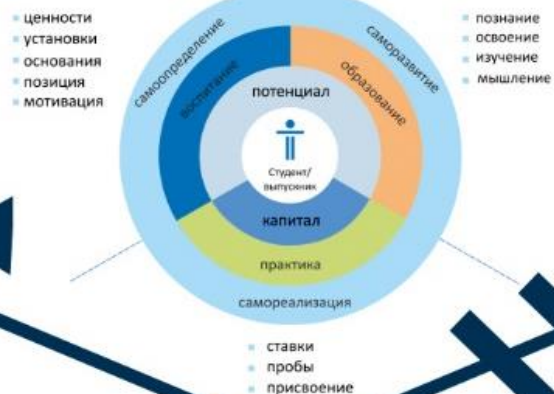 ценности
установки
основания
позиция
мотивация
познание
освоение
изучение
мышление
самоопределение
саморазвитие
воспитание
образование
потенциал
Студент/
выпускник
капитал
практика
самореализация
ставки
пробы
присвоение